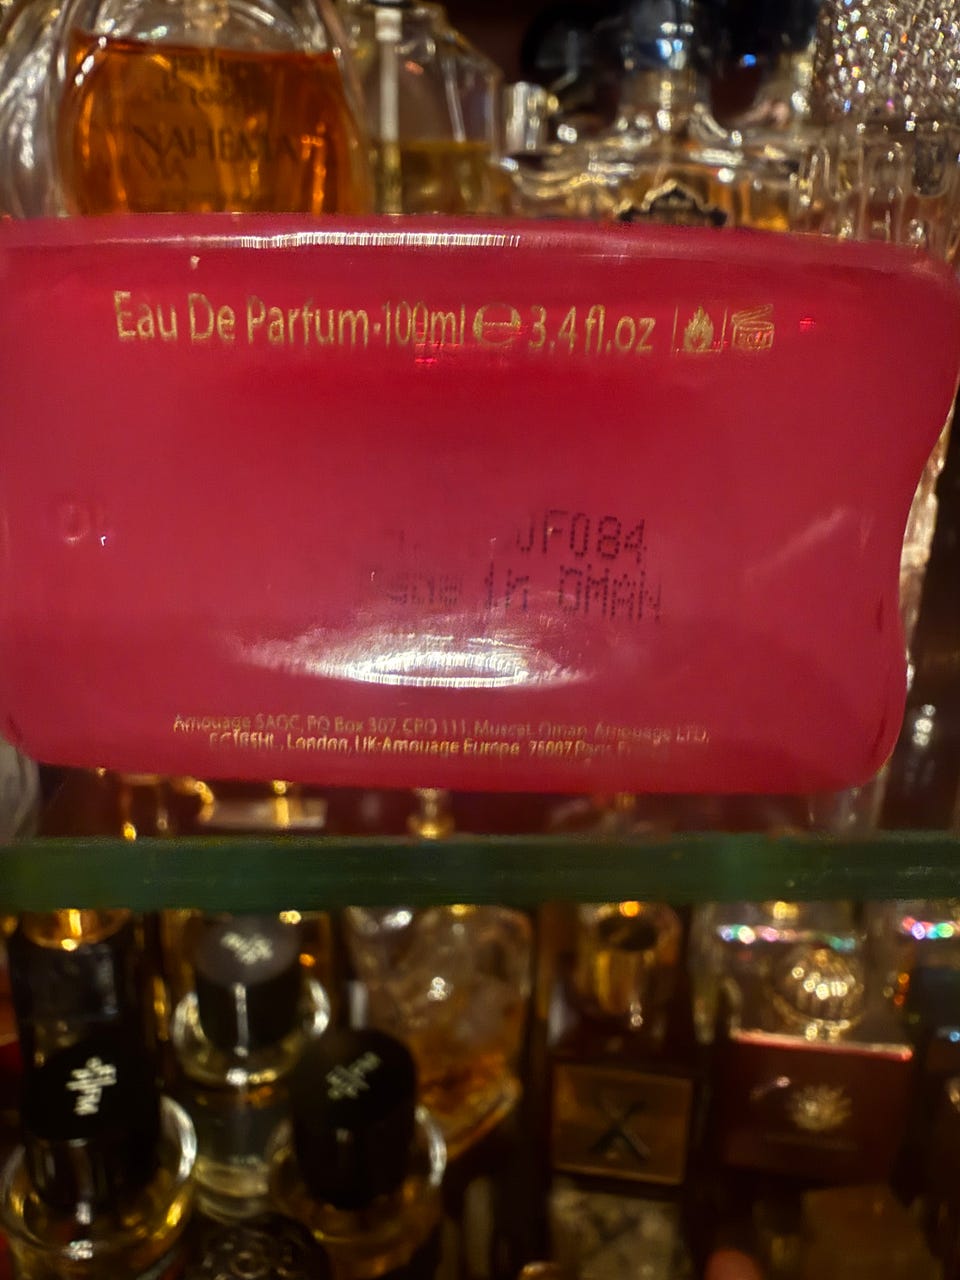 NAHEMA
Eau De Parfum·100ml e 3.4 fl.oz
JF084
Made in OMAN
Amouage SAOC, PO Box 307, CPO 111, Muscat, Oman. Amouage LTD,
London, UK·Amouage Europe, 75007 Paris